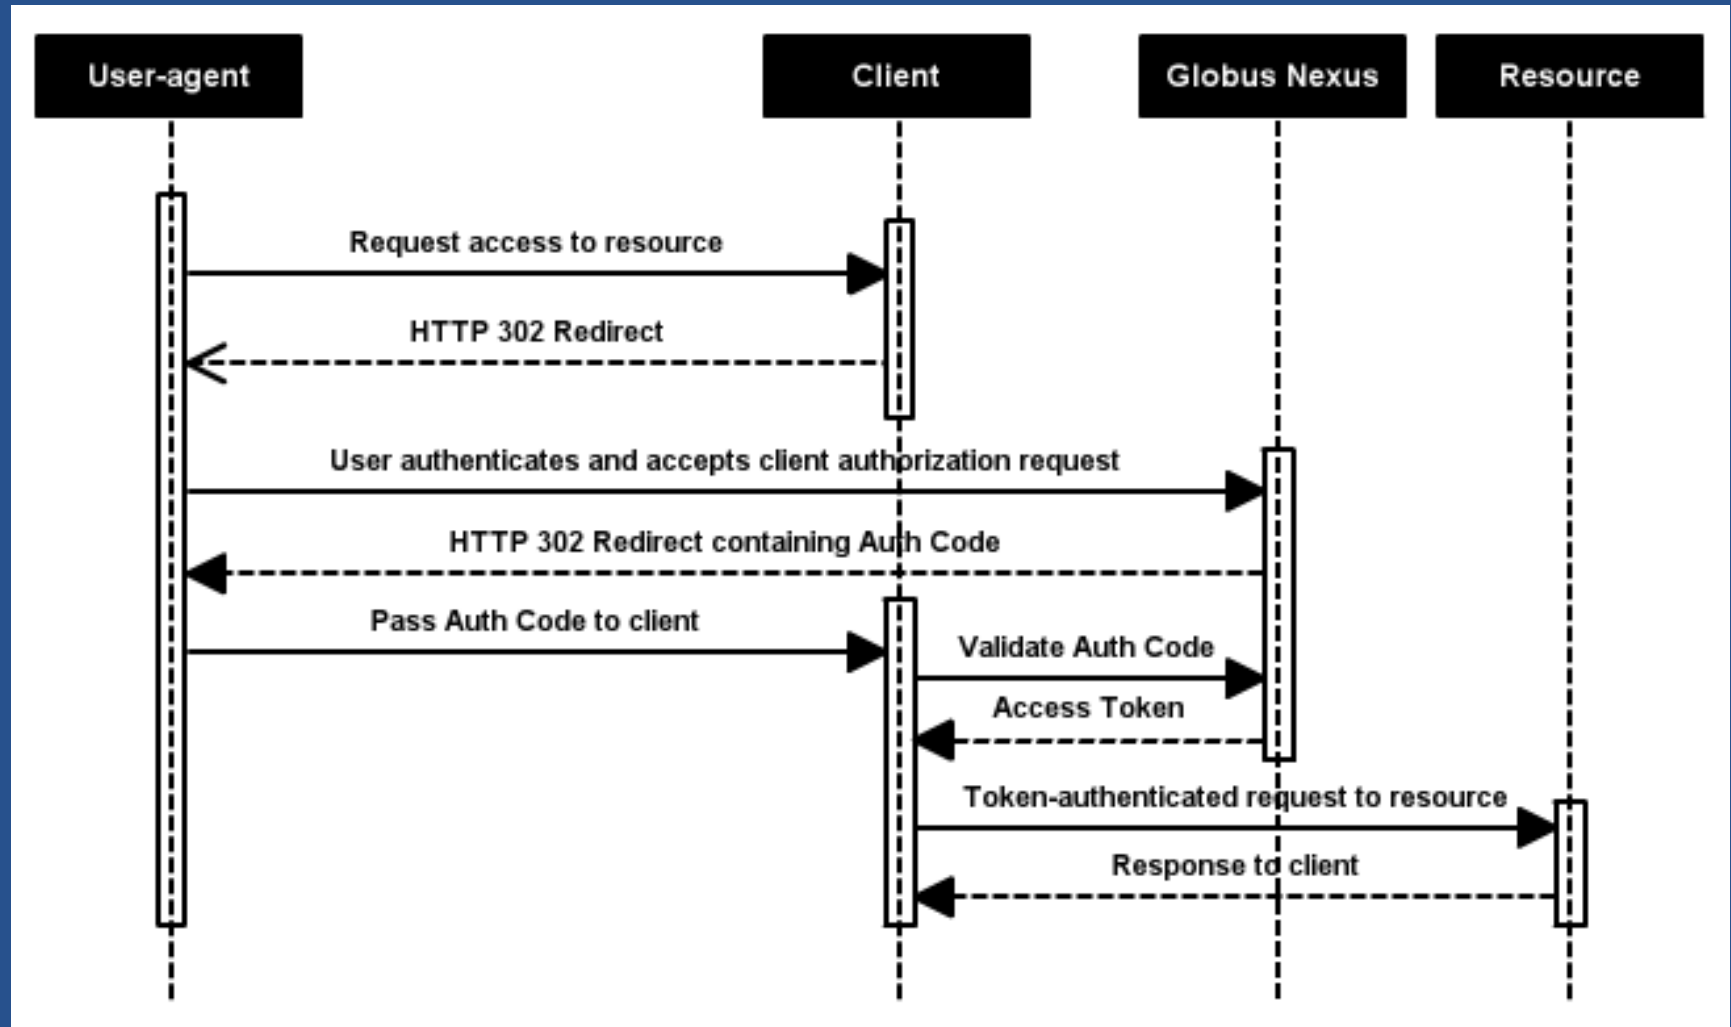 User-agent
Client
Globus Nexus
Resource
Request access to resource
HTTP 302 Redirect
User authenticates and accepts client authorization request
HTTP 302 Redirect containing Auth Code
Pass Auth Code to client
Validate Auth Code
Access Token
Token-authenticated request to resource
Response to client